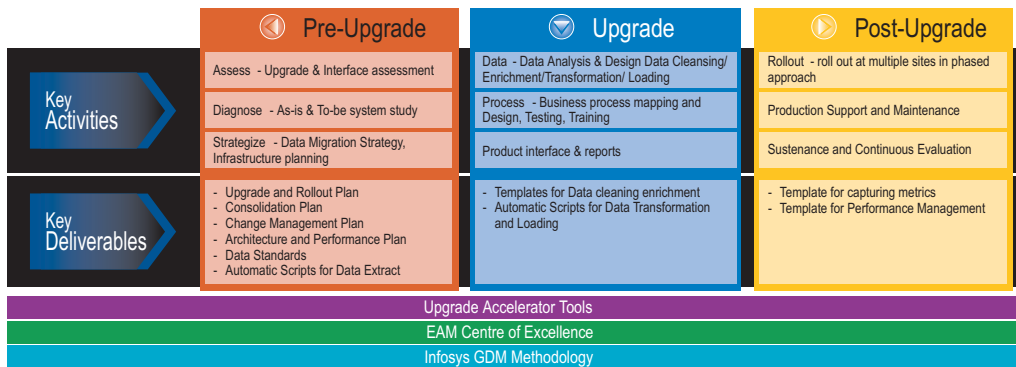 Pre-Upgrade
Upgrade
Post-Upgrade
Key
Activities
Assess - Upgrade & Interface assessment
Diagnose - As-is & To-be system study
Strategize - Data Migration Strategy,
Infrastructure planning
Data - Data Analysis & Design Data Cleansing/
Enrichment/Transformation/ Loading
Process - Business process mapping and
Design, Testing, Training
Product interface & reports
Rollout - roll out at multiple sites in phased
approach
Production Support and Maintenance
Sustenance and Continuous Evaluation
Key
Deliverables
- Upgrade and Rollout Plan
- Consolidation Plan
- Change Management Plan
- Architecture and Performance Plan
- Data Standards
- Automatic Scripts for Data Extract
- Templates for Data cleaning enrichment
- Automatic Scripts for Data Transformation
and Loading
- Template for capturing metrics
- Template for Performance Management
Upgrade Accelerator Tools
EAM Centre of Excellence
Infosys GDM Methodology